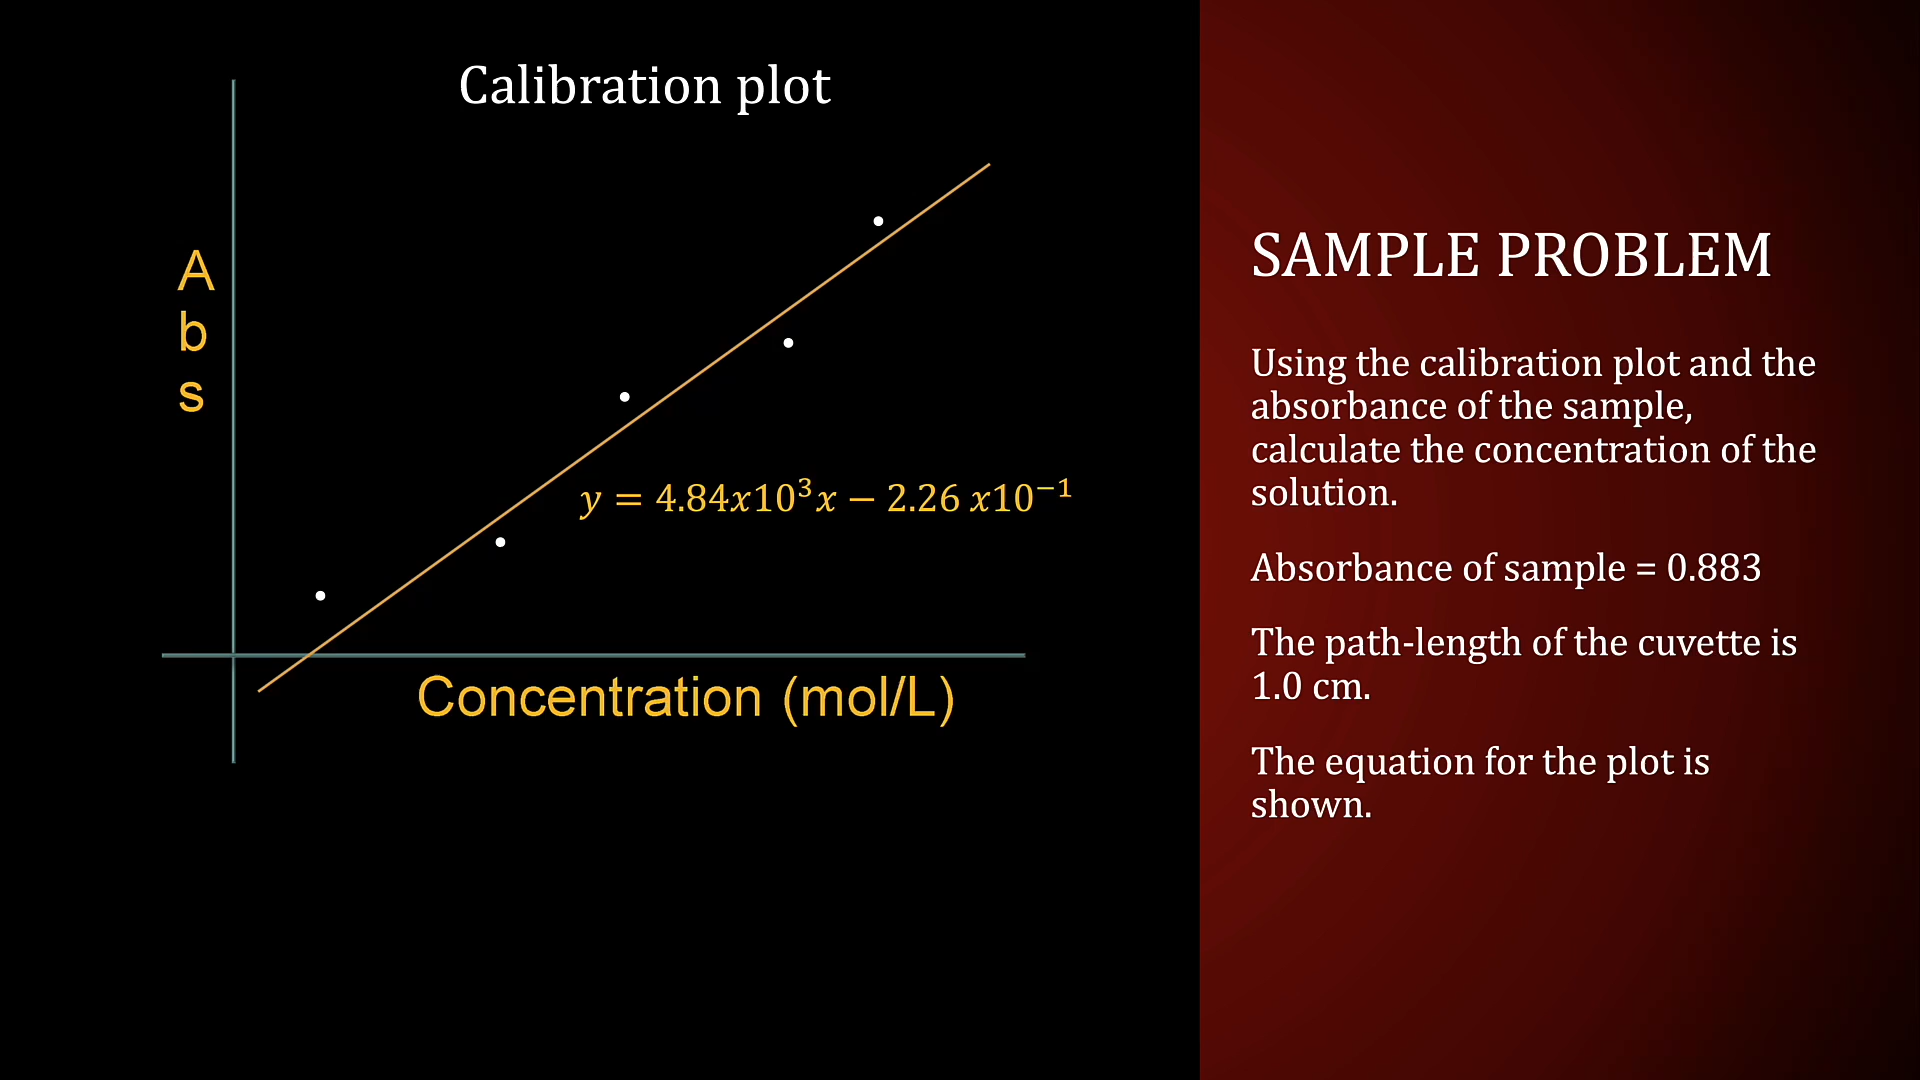 Calibration plot
A
b
s
y = 4.84x10³x − 2.26 x10⁻¹
Concentration (mol/L)
SAMPLE PROBLEM
Using the calibration plot and the
absorbance of the sample,
calculate the concentration of the
solution.
Absorbance of sample = 0.883
The path-length of the cuvette is
1.0 cm.
The equation for the plot is
shown.